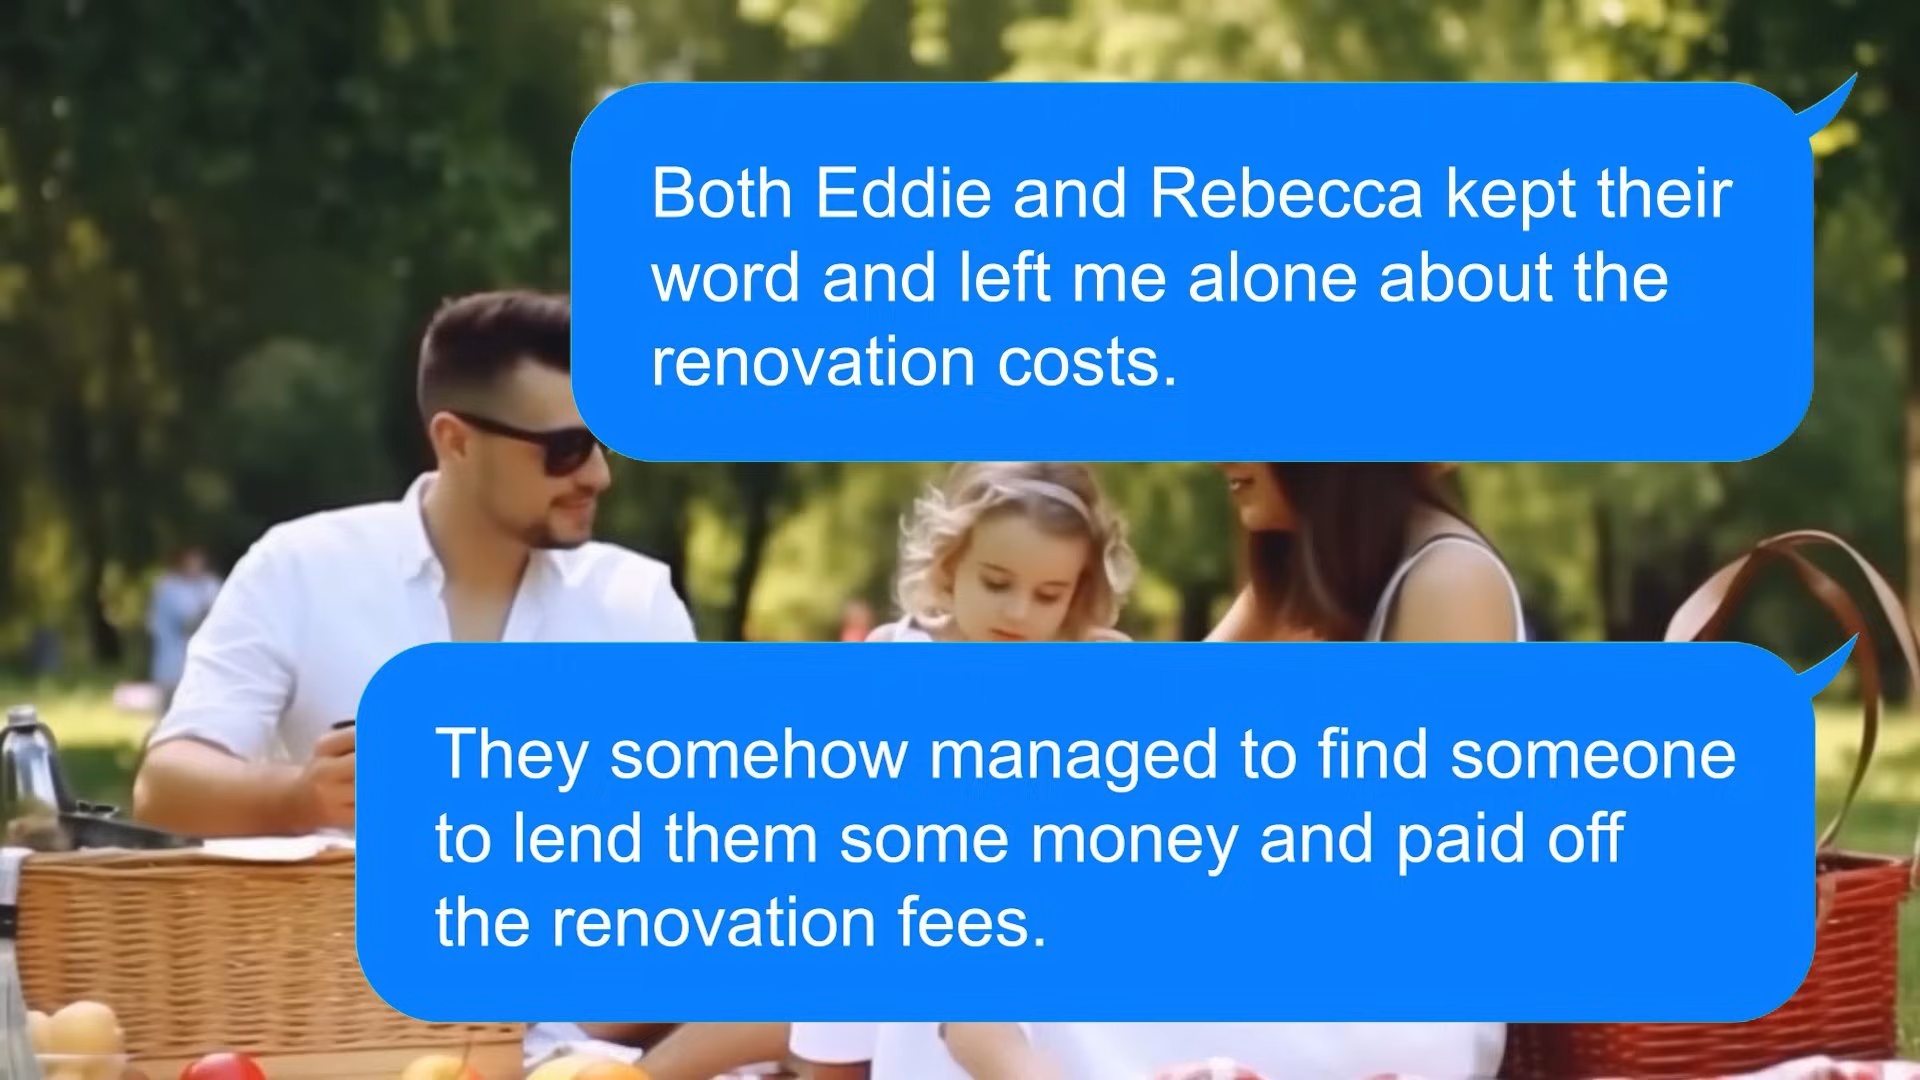 Both Eddie and Rebecca kept their
word and left me alone about the
renovation costs.
They somehow managed to find someone
to lend them some money and paid off
the renovation fees.